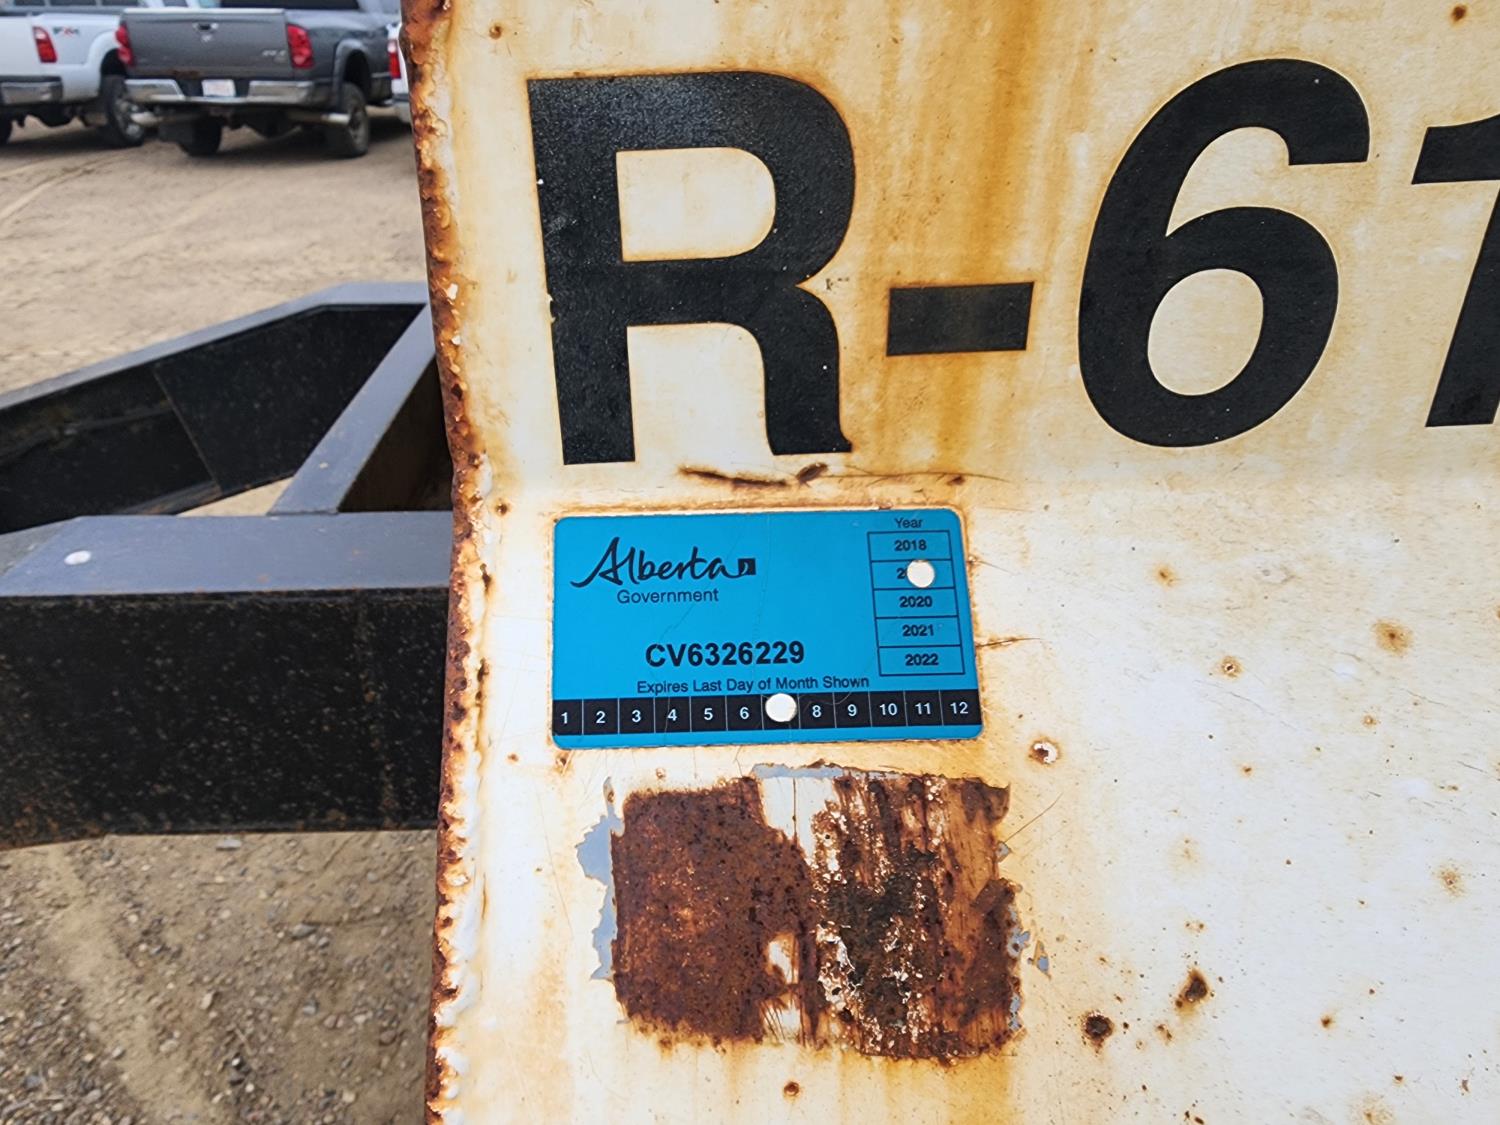 R-61
Alberta
Government
Year
2018
2020
2021
2022
CV6326229
Expires Last Day of Month Shown
1 2 3 4 5 6 8 9 10 11 12